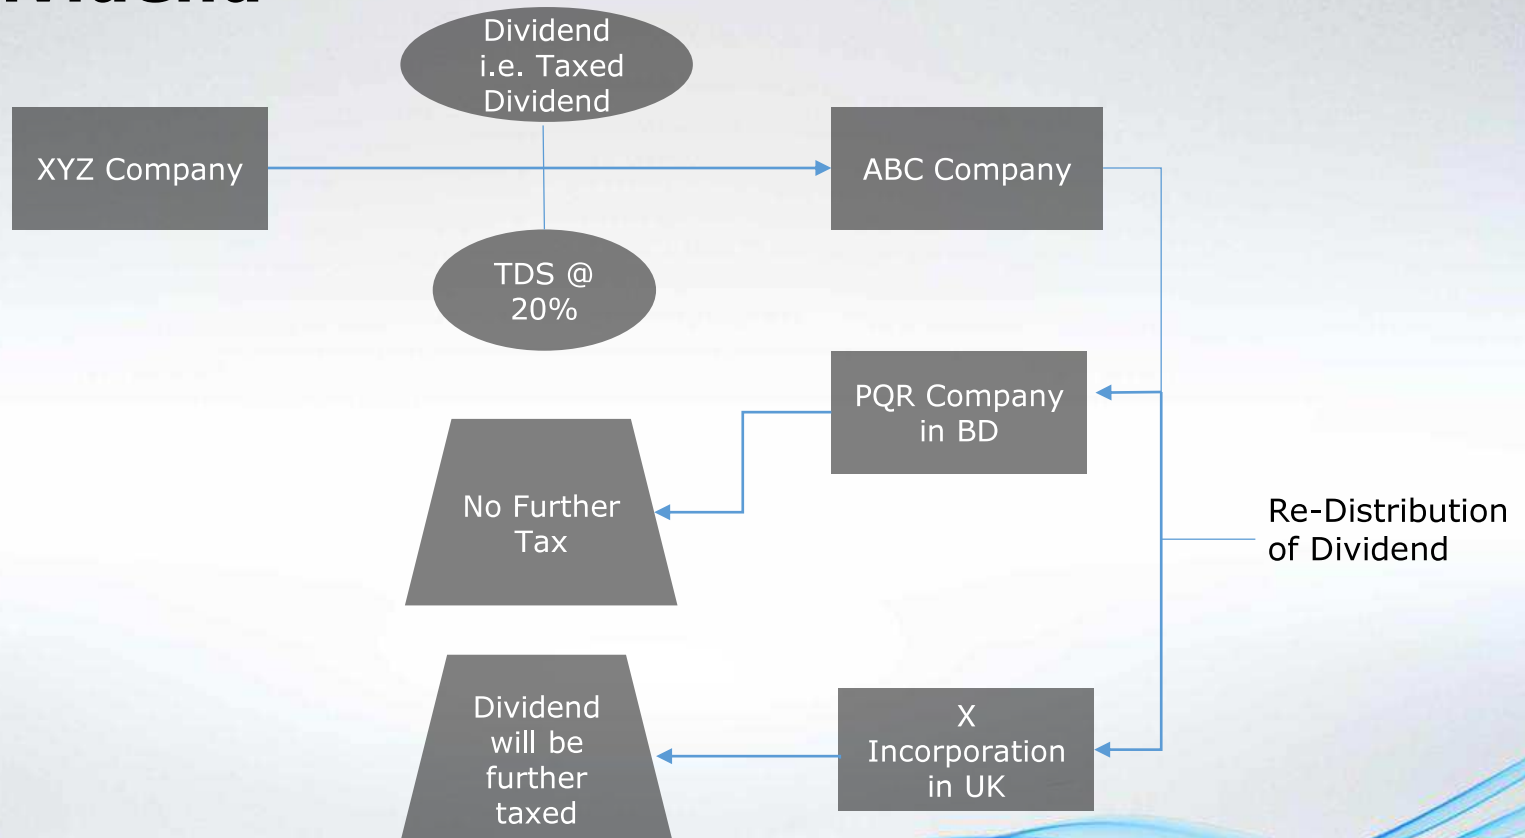 Dividend
i.e. Taxed
Dividend
XYZ Company
ABC Company
TDS @
20%
PQR Company
in BD
No Further
Tax
Re-Distribution
of Dividend
Dividend
will be
further
taxed
X
Incorporation
in UK